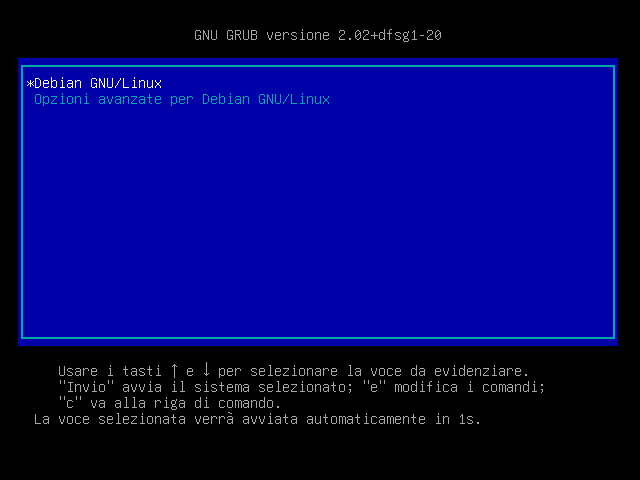 GNU GRUB versione 2.02+dfsg1-20
*Debian GNU/Linux
Opzioni avanzate per Debian GNU/Linux
Usare i tasti ↑ e ↓ per selezionare la voce da evidenziare.
"Invio" avvia il sistema selezionato; "e" modifica i comandi;
"c" va alla riga di comando.
La voce selezionata verrà avviata automaticamente in 1s.